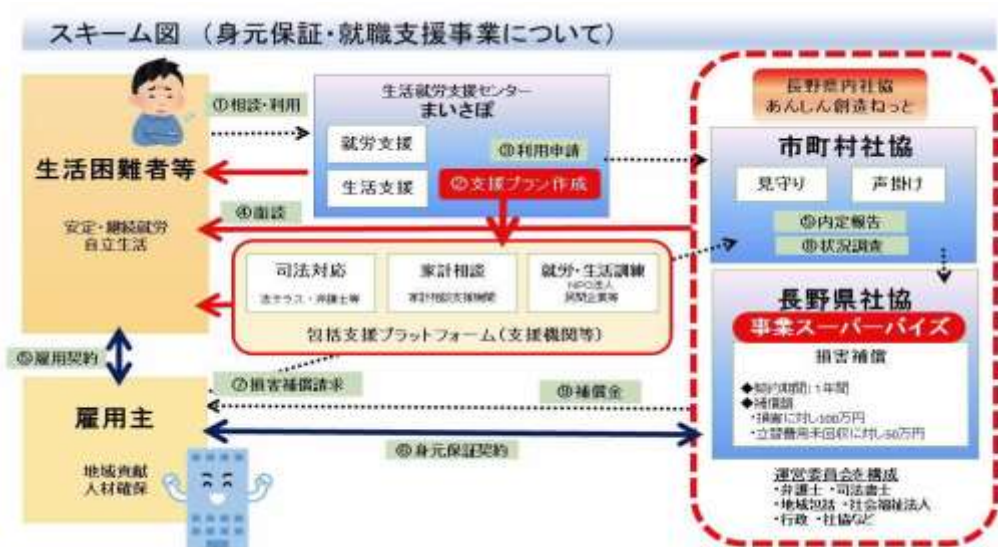 スキーム図 （身元保証・就職支援事業について）
①相談・利用
生活就労支援センター
まいさぽ
就労支援
生活支援
③利用申請
②支援プラン作成
長野県内社協
あんしん創造ねっと
市町村社協
見守り
声掛け
⑤内定報告
⑧状況調査
生活困難者等
安定・継続就労
自立生活
④面談
司法対応
法テラス・弁護士等
家計相談
家計相談支援機関
就労・生活訓練
NPO法人
民間企業等
包括支援プラットフォーム（支援機関等）
長野県社協
事業スーパーバイズ
損害補償
◆契約期間：1年間
◆補償額
・損害に対し100万円
・立替費用未回収に対し50万円
⑤雇用契約
⑦損害補償請求
⑨補償金
⑥身元保証契約
雇用主
地域貢献
人材確保
運営委員会を構成
・弁護士 ・司法書士
・地域包括 ・社会福祉法人
・行政 ・社協など